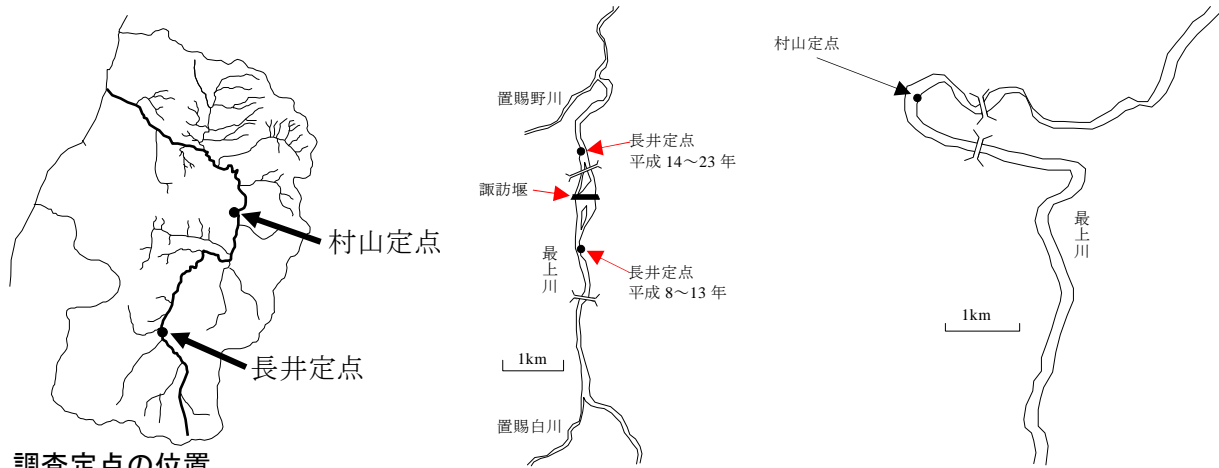 村山定点
長井定点
調査定点の位置
置賜野川
長井定点
平成 14～23 年
諏訪堰
最上川
長井定点
平成 8～13 年
1km
置賜白川
村山定点
最上川
1km